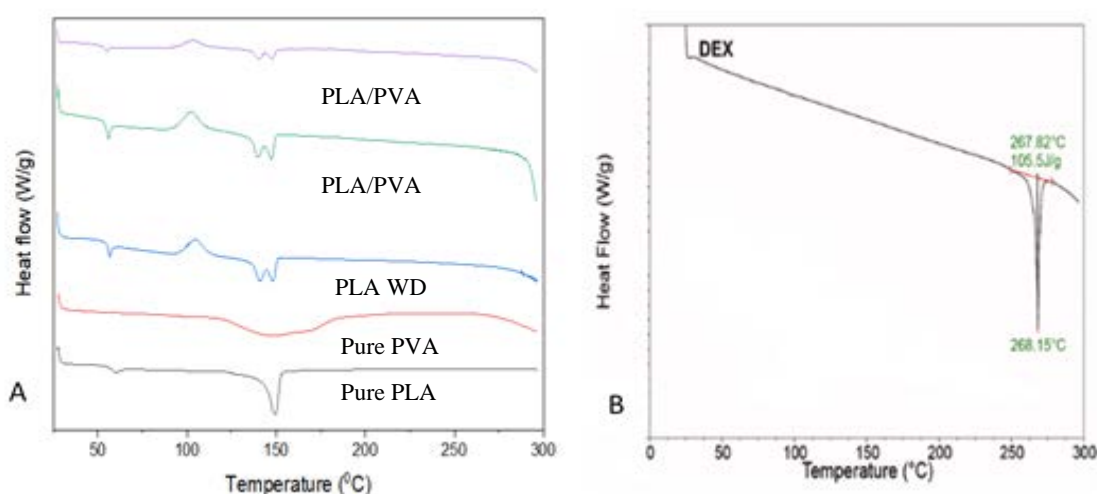 PLA/PVA
PLA/PVA
PLA WD
Pure PVA
Pure PLA
Heat flow (W/g)
A
50 100 150 200 250 300
Temperature (⁰C)
DEX
267.82°C
105.5J/g
268.15°C
Heat Flow (W/g)
B
0 50 100 150 200 250 300
Temperature (°C)